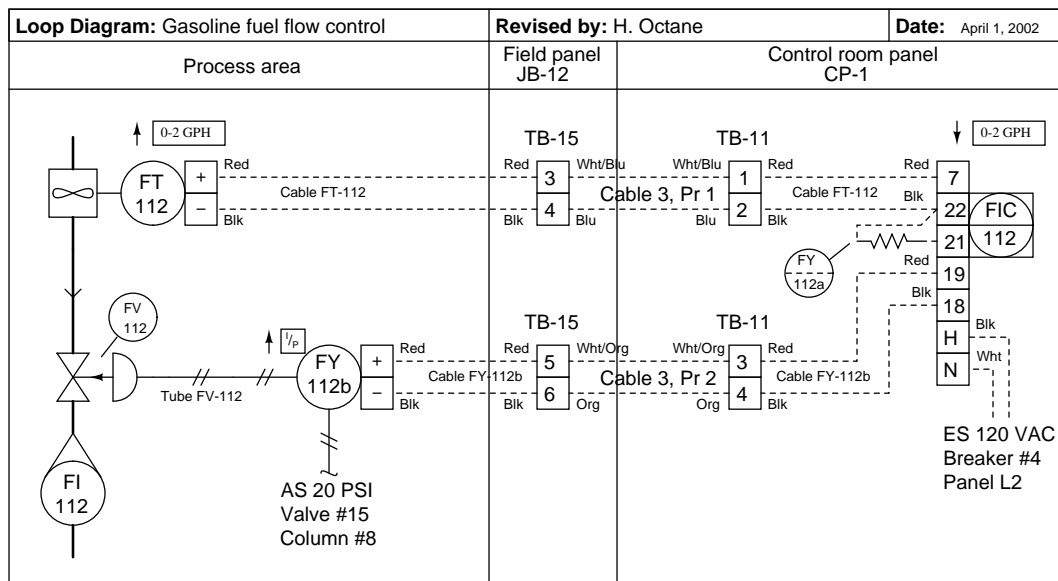 Loop Diagram: Gasoline fuel flow control
Revised by: H. Octane
Date: April 1, 2002
Process area
Field panel
JB-12
Control room panel
CP-1
0-2 GPH
TB-15
TB-11
0-2 GPH
FT
112
+
−
Red
Cable FT-112
Blk
Red
3
Wht/Blu
Blk
4
Blu
Cable 3, Pr 1
Wht/Blu
1
Red
Blu
2
Blk
Cable FT-112
Red
7
Blk
22
FIC
112
21
FY
112a
Red
19
Blk
18
FV
112
I/P
TB-15
TB-11
Blk
H
Wht
N
Tube FV-112
FY
112b
+
−
Red
Cable FY-112b
Blk
Red
5
Wht/Org
Blk
6
Org
Cable 3, Pr 2
Wht/Org
3
Red
Org
4
Blk
Cable FY-112b
ES 120 VAC
Breaker #4
Panel L2
FI
112
AS 20 PSI
Valve #15
Column #8